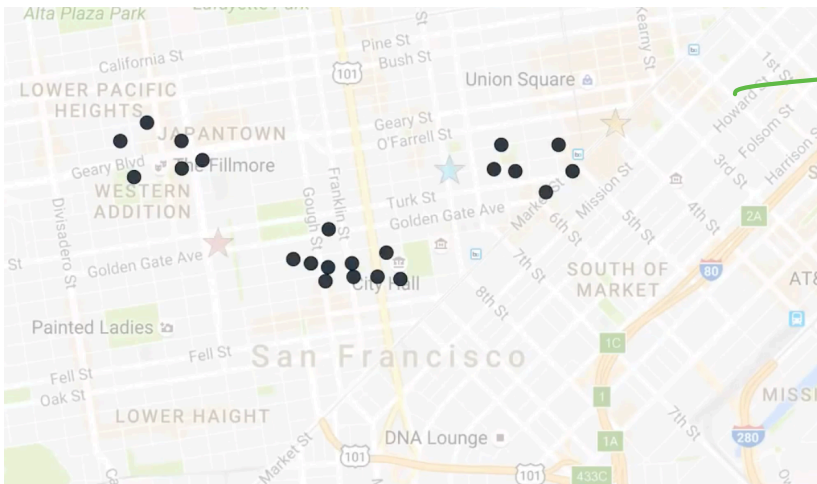 Alta Plaza Park
Lafayette Park
St
Kearny St
Pine St
Bush St
California St
101
1st St
Union Square
LOWER PACIFIC
HEIGHTS
Howard St
Geary St
O'Farrell St
Folsom St
JAPANTOWN
Harrison S
Geary Blvd
The Fillmore
3rd St
WESTERN
ADDITION
Franklin St
Gough St
Turk St
Golden Gate Ave
Market St
Mission St
4th St
5th St
6th St
2A
Divisadero St
St
Golden Gate Ave
7th St
SOUTH OF
MARKET
80
AT&
City Hall
8th St
Painted Ladies
1C
Fell St
San Francisco
Fell St
Oak St
1
MISSI
LOWER HAIGHT
7th St
Market St
DNA Lounge
1A
280
101
101
433C